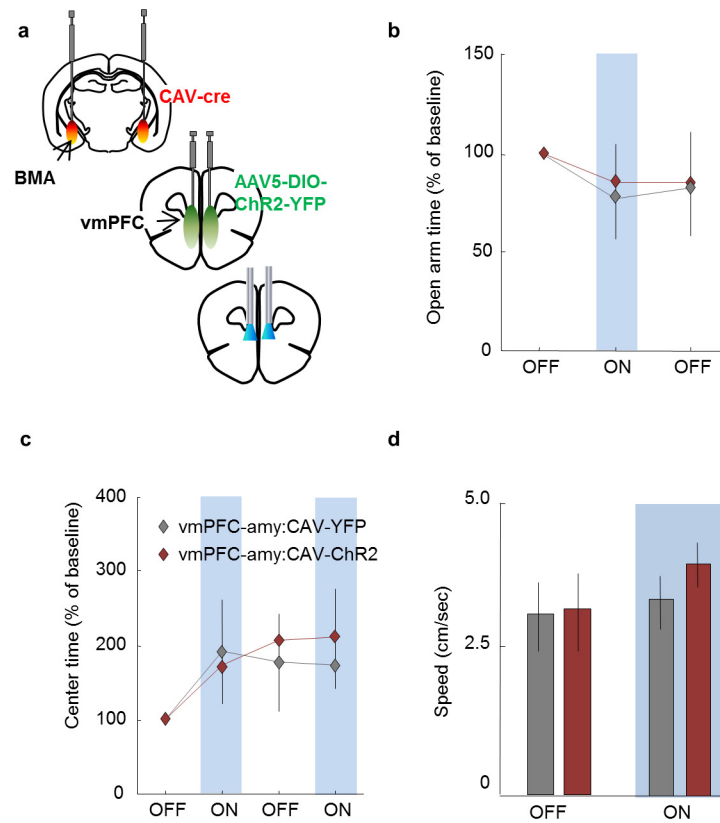 a
CAV-cre
BMA
AAV5-DIO-
ChR2-YFP
vmPFC
b
Open arm time (% of baseline)
150
100
50
0
OFF ON OFF
c
Center time (% of baseline)
400
300
200
100
0
vmPFC-amy:CAV-YFP
vmPFC-amy:CAV-ChR2
OFF ON OFF ON
d
Speed (cm/sec)
5.0
2.5
0
OFF ON